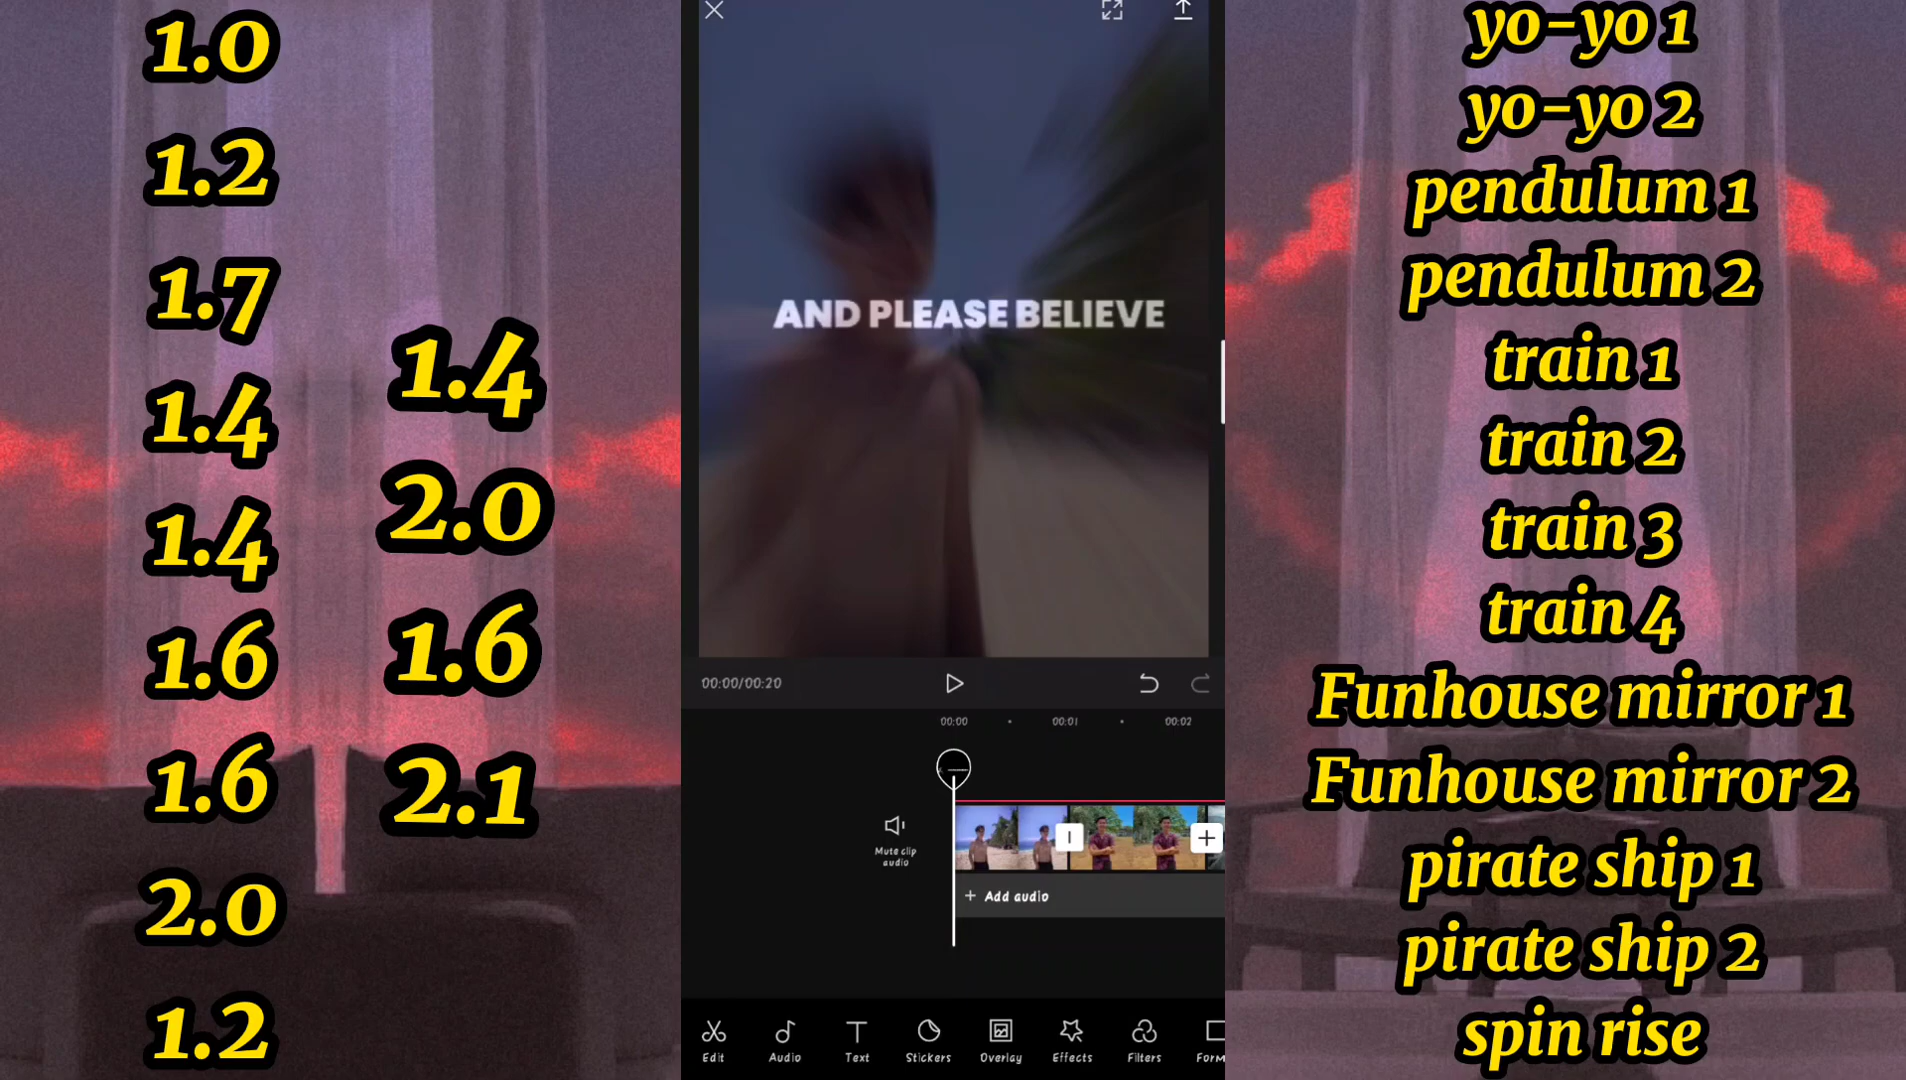 1.0
1.2
1.7
1.4
1.4
1.6
1.6
2.0
1.2
1.4
2.0
1.6
2.1
AND PLEASE BELIEVE
00:00/00:20
00:00
00:01
00:02
Mute clip
audio
+ Add audio
Edit
Audio
Text
Stickers
Overlay
Effects
Filters
Form
yo-yo 1
yo-yo 2
pendulum 1
pendulum 2
train 1
train 2
train 3
train 4
Funhouse mirror 1
Funhouse mirror 2
pirate ship 1
pirate ship 2
spin rise